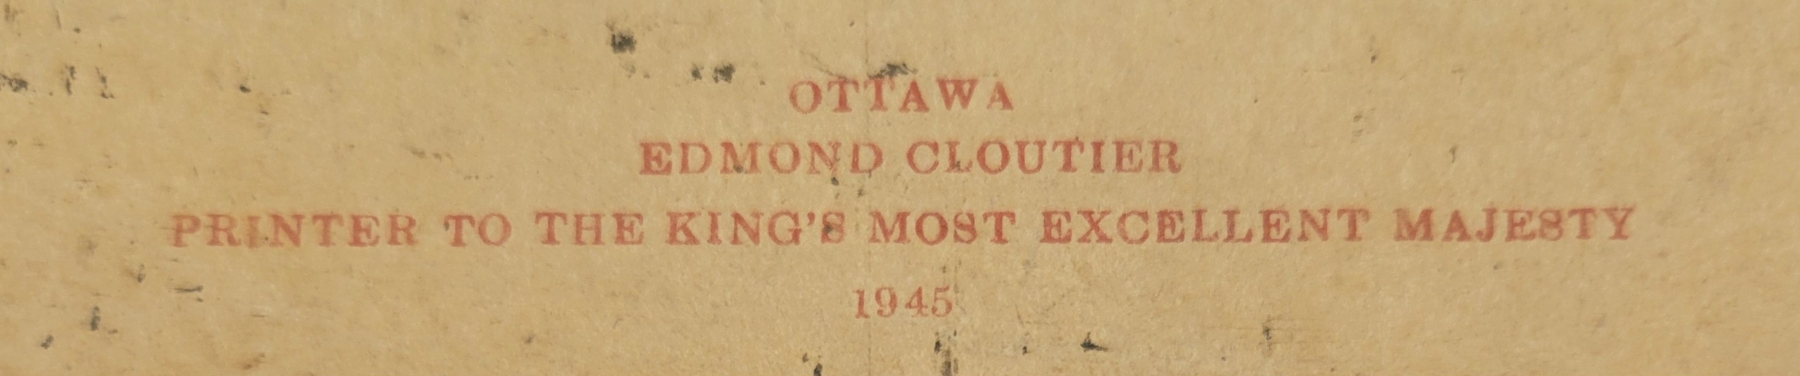 OTTAWA
EDMOND CLOUTIER
PRINTER TO THE KING'S MOST EXCELLENT MAJESTY
1945